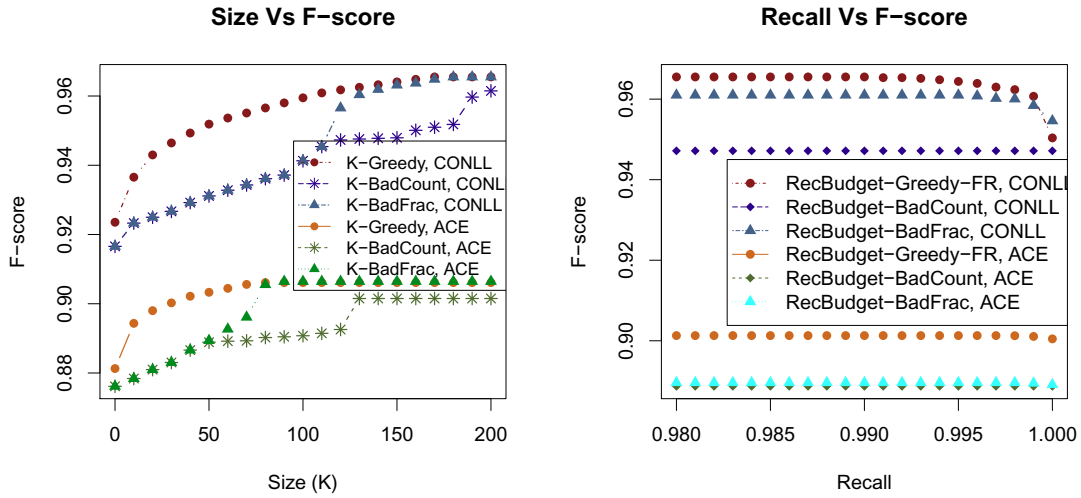 Size Vs F−score
F−score
0.96
0.94
0.92
0.90
0.88
K−Greedy, CONLL
K−BadCount, CONLL
K−BadFrac, CONLL
K−Greedy, ACE
K−BadCount, ACE
K−BadFrac, ACE
0 50 100 150 200
Size (K)
Recall Vs F−score
F−score
0.96
0.94
0.92
0.90
RecBudget−Greedy−FR, CONLL
RecBudget−BadCount, CONLL
RecBudget−BadFrac, CONLL
RecBudget−Greedy−FR, ACE
RecBudget−BadCount, ACE
RecBudget−BadFrac, ACE
0.980 0.985 0.990 0.995 1.000
Recall